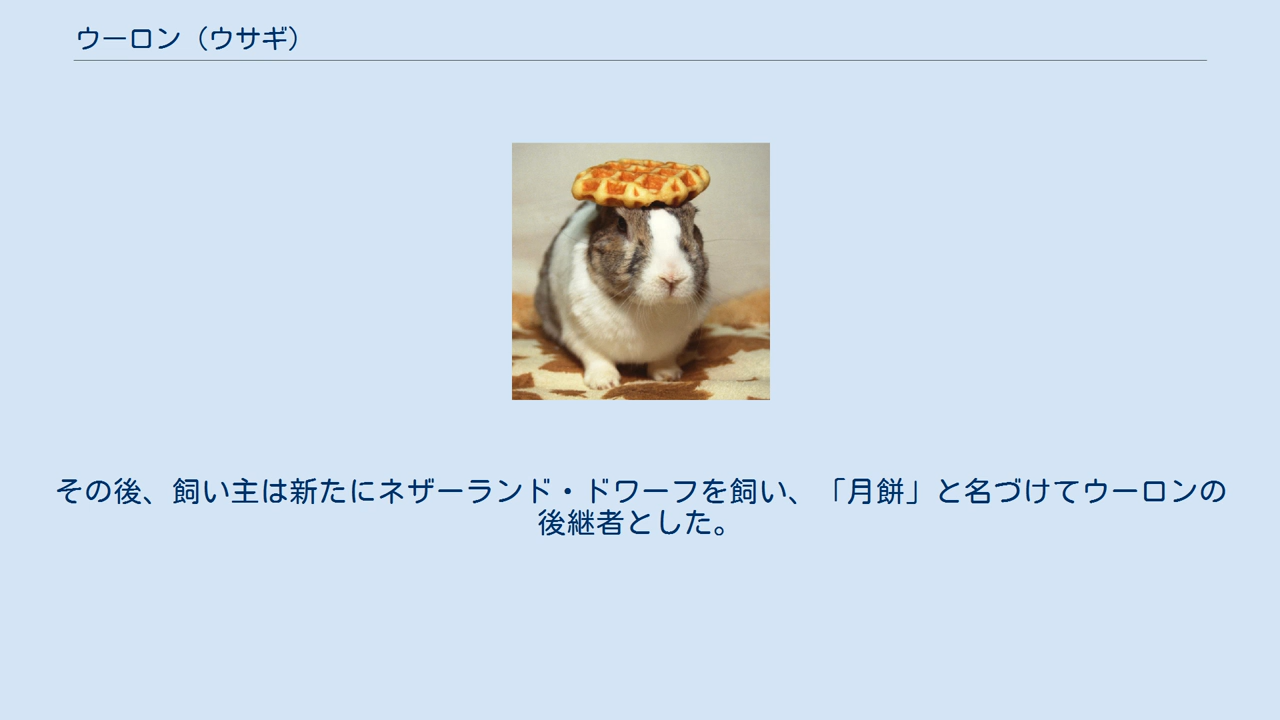 ウーロン（ウサギ）
その後、飼い主は新たにネザーランド・ドワーフを飼い、「月餅」と名づけてウーロンの
後継者とした。